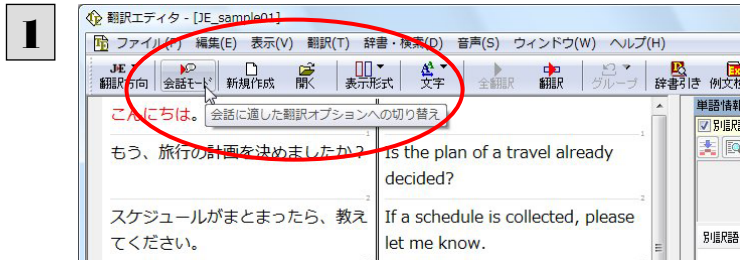 1
翻訳エディタ - [JE_sample01]
ファイル(F) 編集(E) 表示(V) 翻訳(T) 辞書・検索(D) 音声(S) ウィンドウ(W) ヘルプ(H)
JE
翻訳方向 会話モード 新規作成 開く 表示形式 文字 全翻訳 翻訳 グループ 辞書引き 例文検
こんにちは。
会話に適した翻訳オプションへの切り替え
単語情報
別訳
1
1
もう、旅行の計画を決めましたか？
Is the plan of a travel already
decided?
2
2
スケジュールがまとまったら、教え
てください。
If a schedule is collected, please
let me know.
別訳語